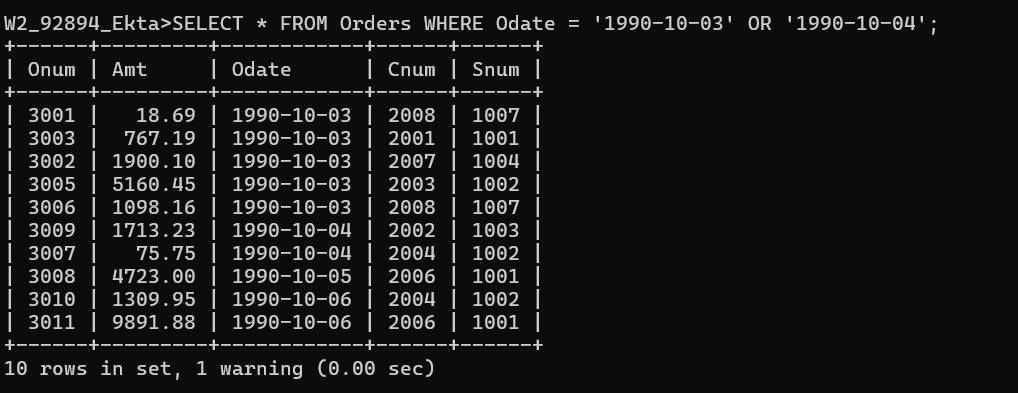 W2_92894_Ekta>SELECT * FROM Orders WHERE Odate = '1990-10-03' OR '1990-10-04';
+------+---------+------------+------+------+
| Onum | Amt     | Odate      | Cnum | Snum |
+------+---------+------------+------+------+
| 3001 |   18.69 | 1990-10-03 | 2008 | 1007 |
| 3003 |  767.19 | 1990-10-03 | 2001 | 1001 |
| 3002 | 1900.10 | 1990-10-03 | 2007 | 1004 |
| 3005 | 5160.45 | 1990-10-03 | 2003 | 1002 |
| 3006 | 1098.16 | 1990-10-03 | 2008 | 1007 |
| 3009 | 1713.23 | 1990-10-04 | 2002 | 1003 |
| 3007 |   75.75 | 1990-10-04 | 2004 | 1002 |
| 3008 | 4723.00 | 1990-10-05 | 2006 | 1001 |
| 3010 | 1309.95 | 1990-10-06 | 2004 | 1002 |
| 3011 | 9891.88 | 1990-10-06 | 2006 | 1001 |
+------+---------+------------+------+------+
10 rows in set, 1 warning (0.00 sec)